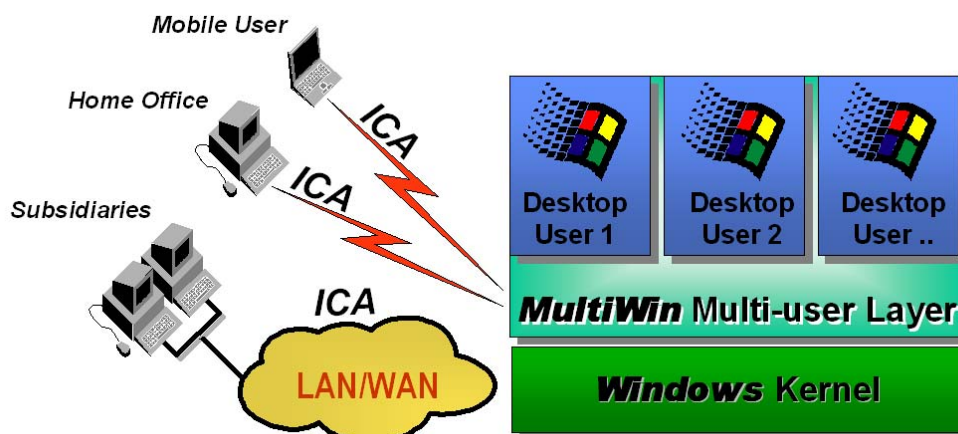 Mobile User
Home Office
Subsidiaries
ICA
ICA
ICA
LAN/WAN
Desktop
User 1
Desktop
User 2
Desktop
User ..
MultiWin Multi-user Layer
Windows Kernel